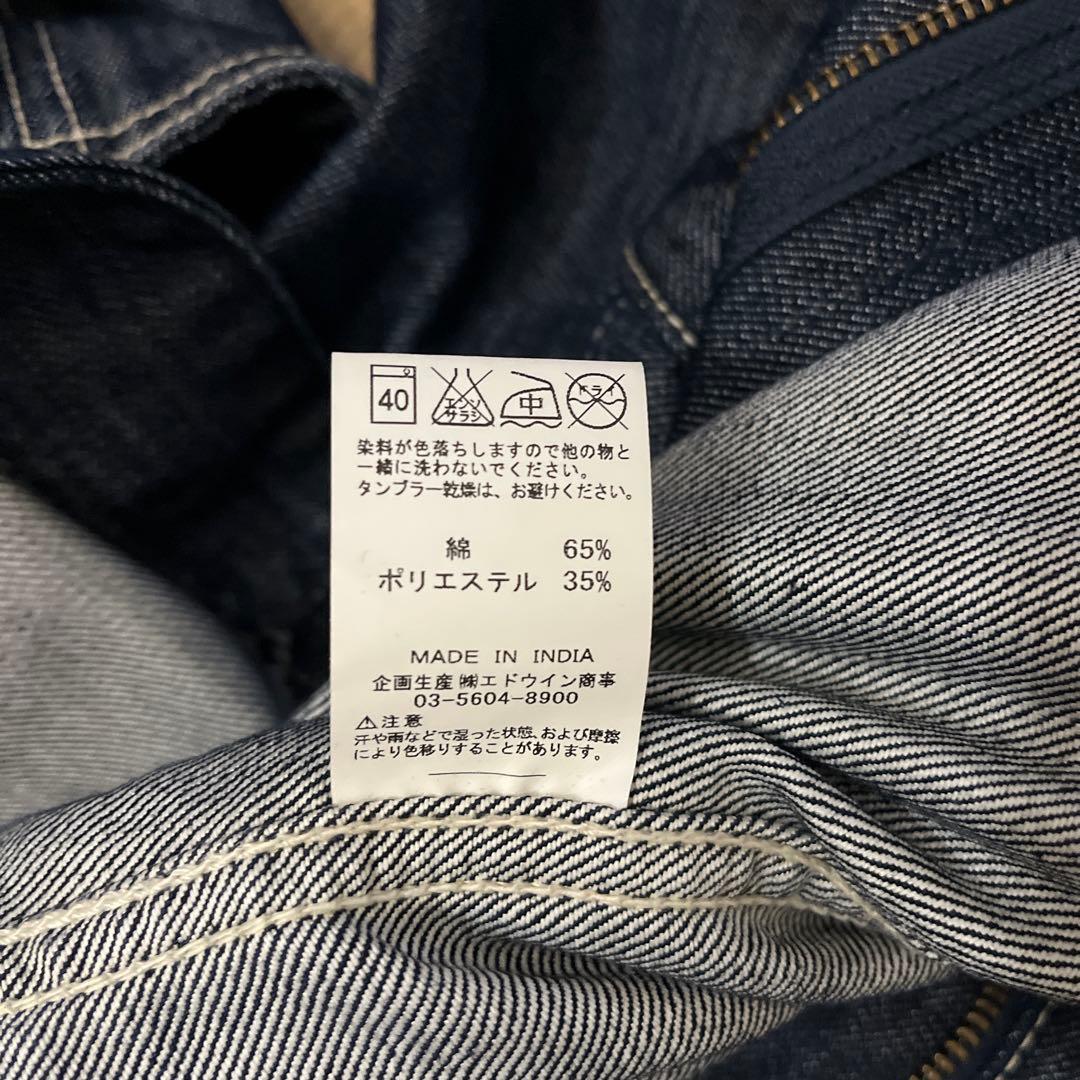 40 エンソ サラシ 中 ドライ
染料が色落ちしますので他の物と
一緒に洗わないでください。
タンブラー乾燥は、お避けください。
綿 65%
ポリエステル 35%
MADE IN INDIA
企画生産 ㈱エドウイン商事
03-5604-8900
⚠注意
汗や雨などで湿った状態、および摩擦
により色移りすることがあります。